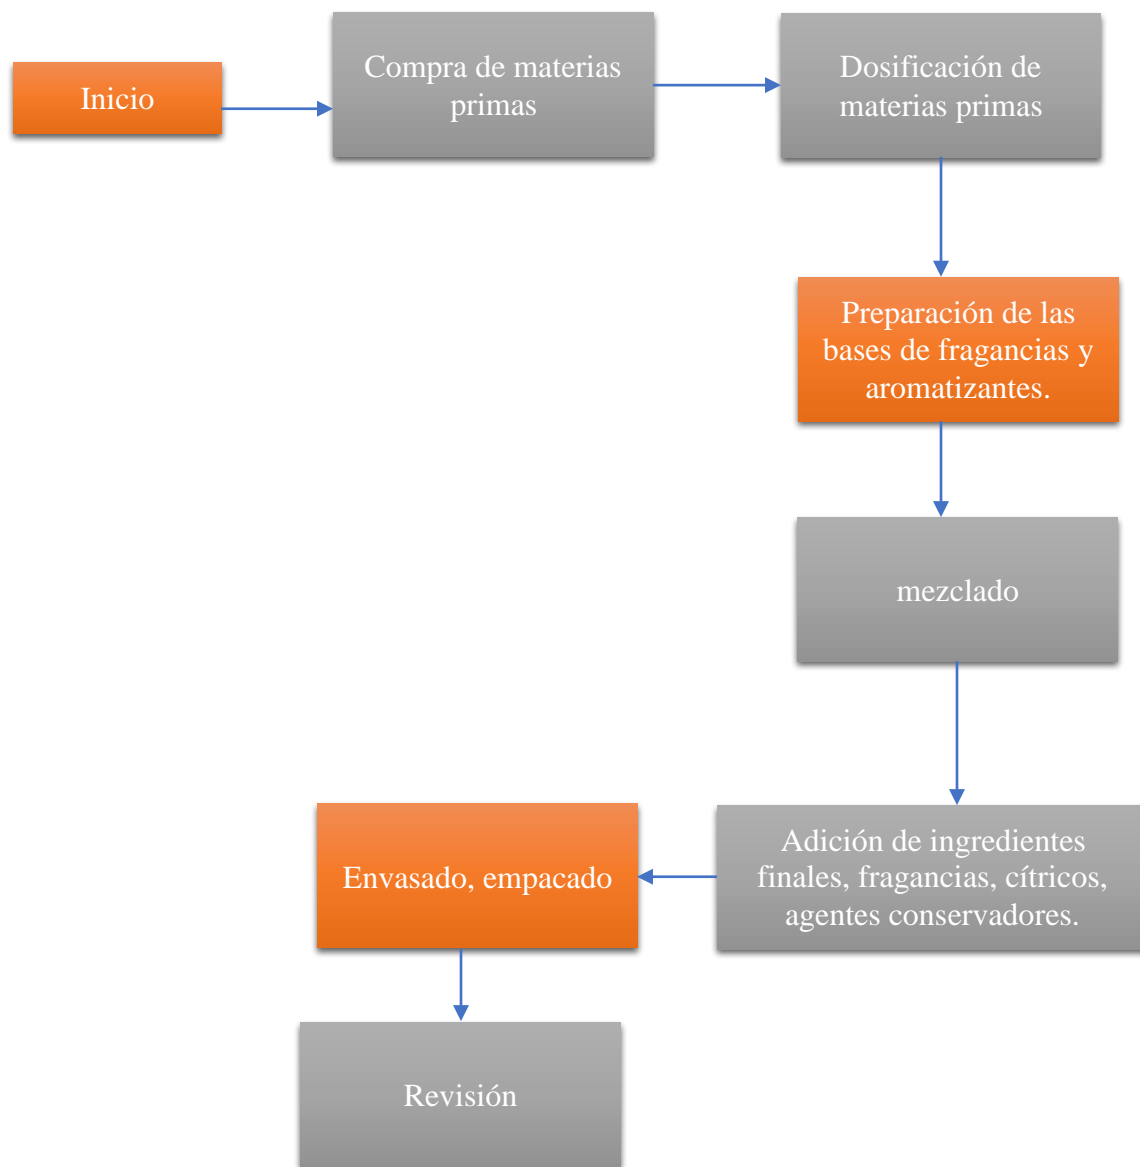 Inicio
Compra de materias
primas
Dosificación de
materias primas
Preparación de las
bases de fragancias y
aromatizantes.
mezclado
Adición de ingredientes
finales, fragancias, cítricos,
agentes conservadores.
Envasado, empacado
Revisión